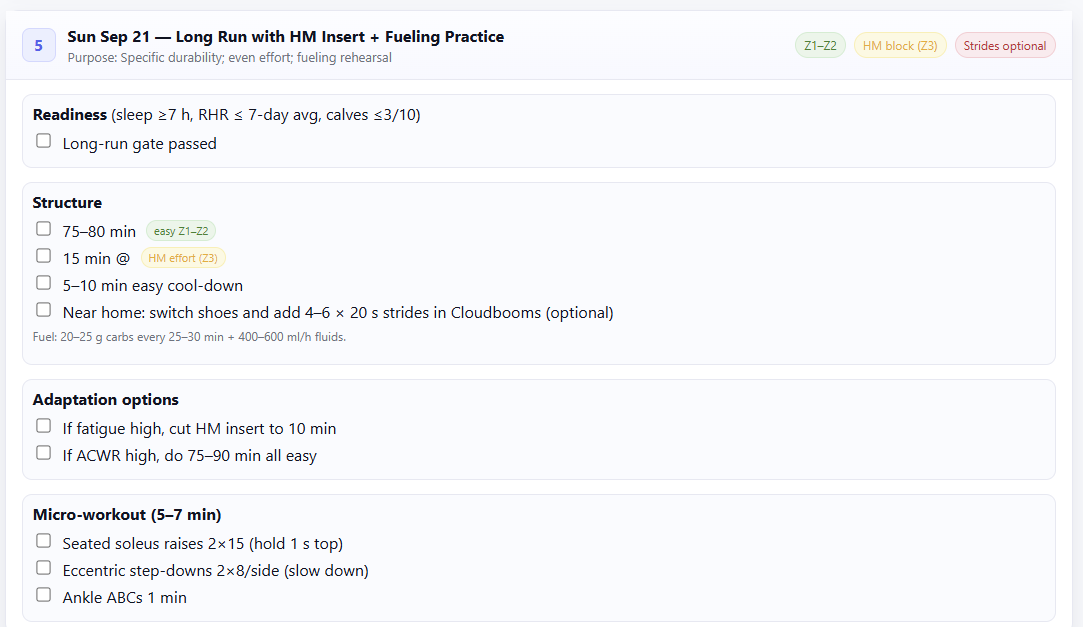 5
Sun Sep 21 — Long Run with HM Insert + Fueling Practice
Purpose: Specific durability; even effort; fueling rehearsal
Z1–Z2
HM block (Z3)
Strides optional
Readiness (sleep ≥7 h, RHR ≤ 7-day avg, calves ≤3/10)
Long-run gate passed
Structure
75–80 min easy Z1–Z2
15 min @ HM effort (Z3)
5–10 min easy cool-down
Near home: switch shoes and add 4–6 × 20 s strides in Cloudbooms (optional)
Fuel: 20–25 g carbs every 25–30 min + 400–600 ml/h fluids.
Adaptation options
If fatigue high, cut HM insert to 10 min
If ACWR high, do 75–90 min all easy
Micro-workout (5–7 min)
Seated soleus raises 2×15 (hold 1 s top)
Eccentric step-downs 2×8/side (slow down)
Ankle ABCs 1 min